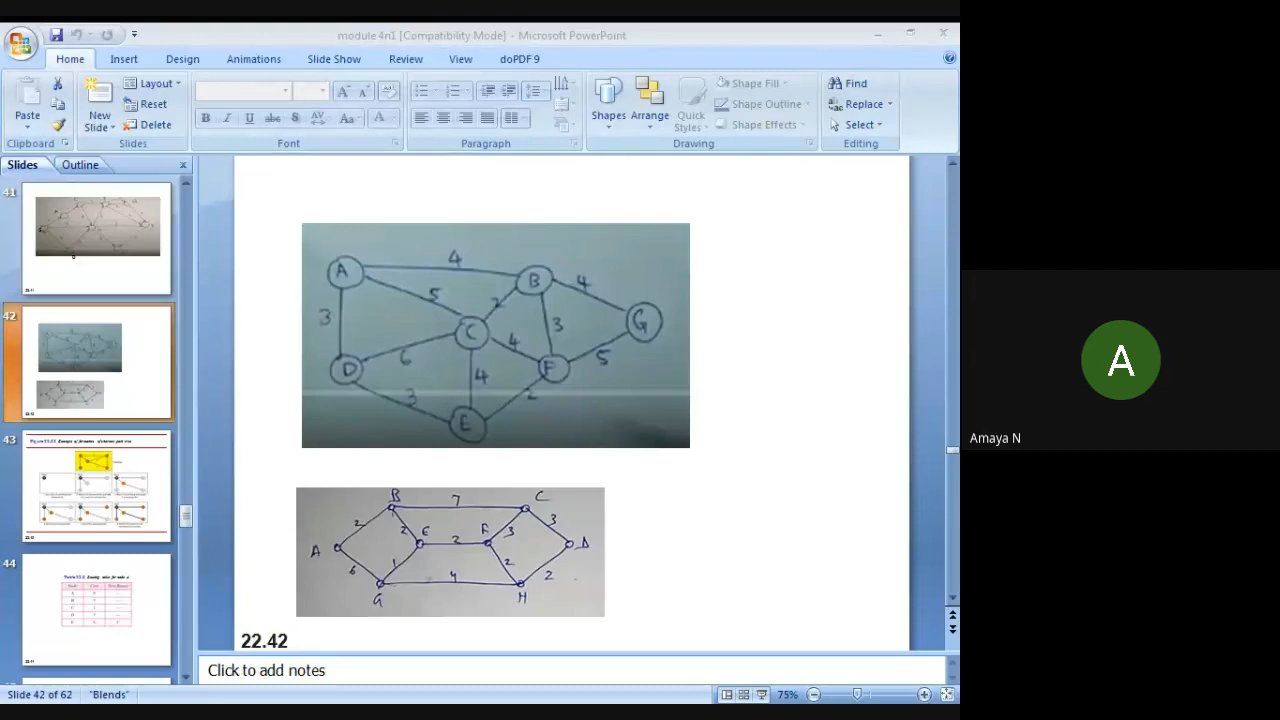 module 4n1 [Compatibility Mode] - Microsoft PowerPoint
Home Insert Design Animations Slide Show Review View doPDF 9
Paste
Clipboard
New
Slide
Layout
Reset
Delete
Slides
B I U abc S AV Aa A
Font
Paragraph
Shapes
Arrange
Quick
Styles
Shape Fill
Shape Outline
Shape Effects
Drawing
Find
Replace
Select
Editing
Slides Outline
41
42
43
44
A 4 B 4
5 2 G
3 C 3
6 4 5
D 4 F
3 2
E
B 7 C
2 2 E F 3 3
A 2 D
6 1 2 2
G 4 H
22.42
Click to add notes
Slide 42 of 62 "Blends" 75%
A
Amaya N